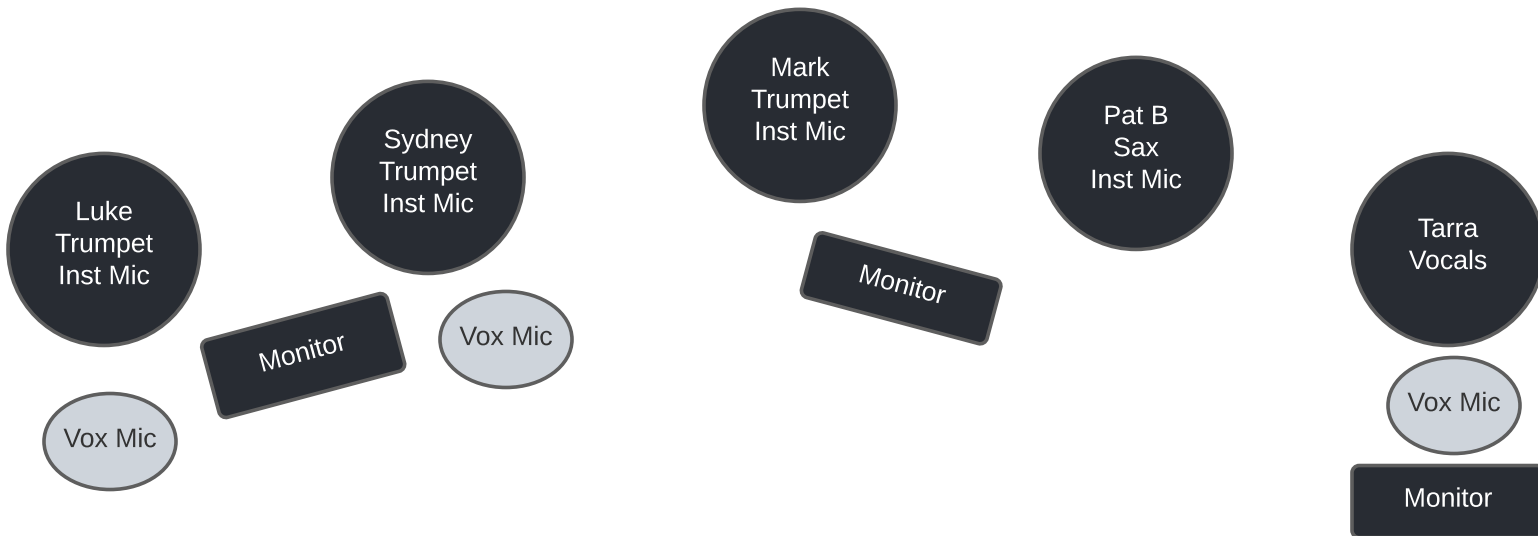 Mark
Trumpet
Inst Mic
Pat B
Sax
Inst Mic
Sydney
Trumpet
Inst Mic
Luke
Trumpet
Inst Mic
Tarra
Vocals
Monitor
Monitor
Vox Mic
Vox Mic
Vox Mic
Monitor